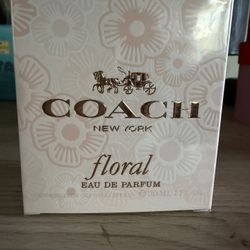 COACH
NEW YORK
floral
EAU DE PARFUM